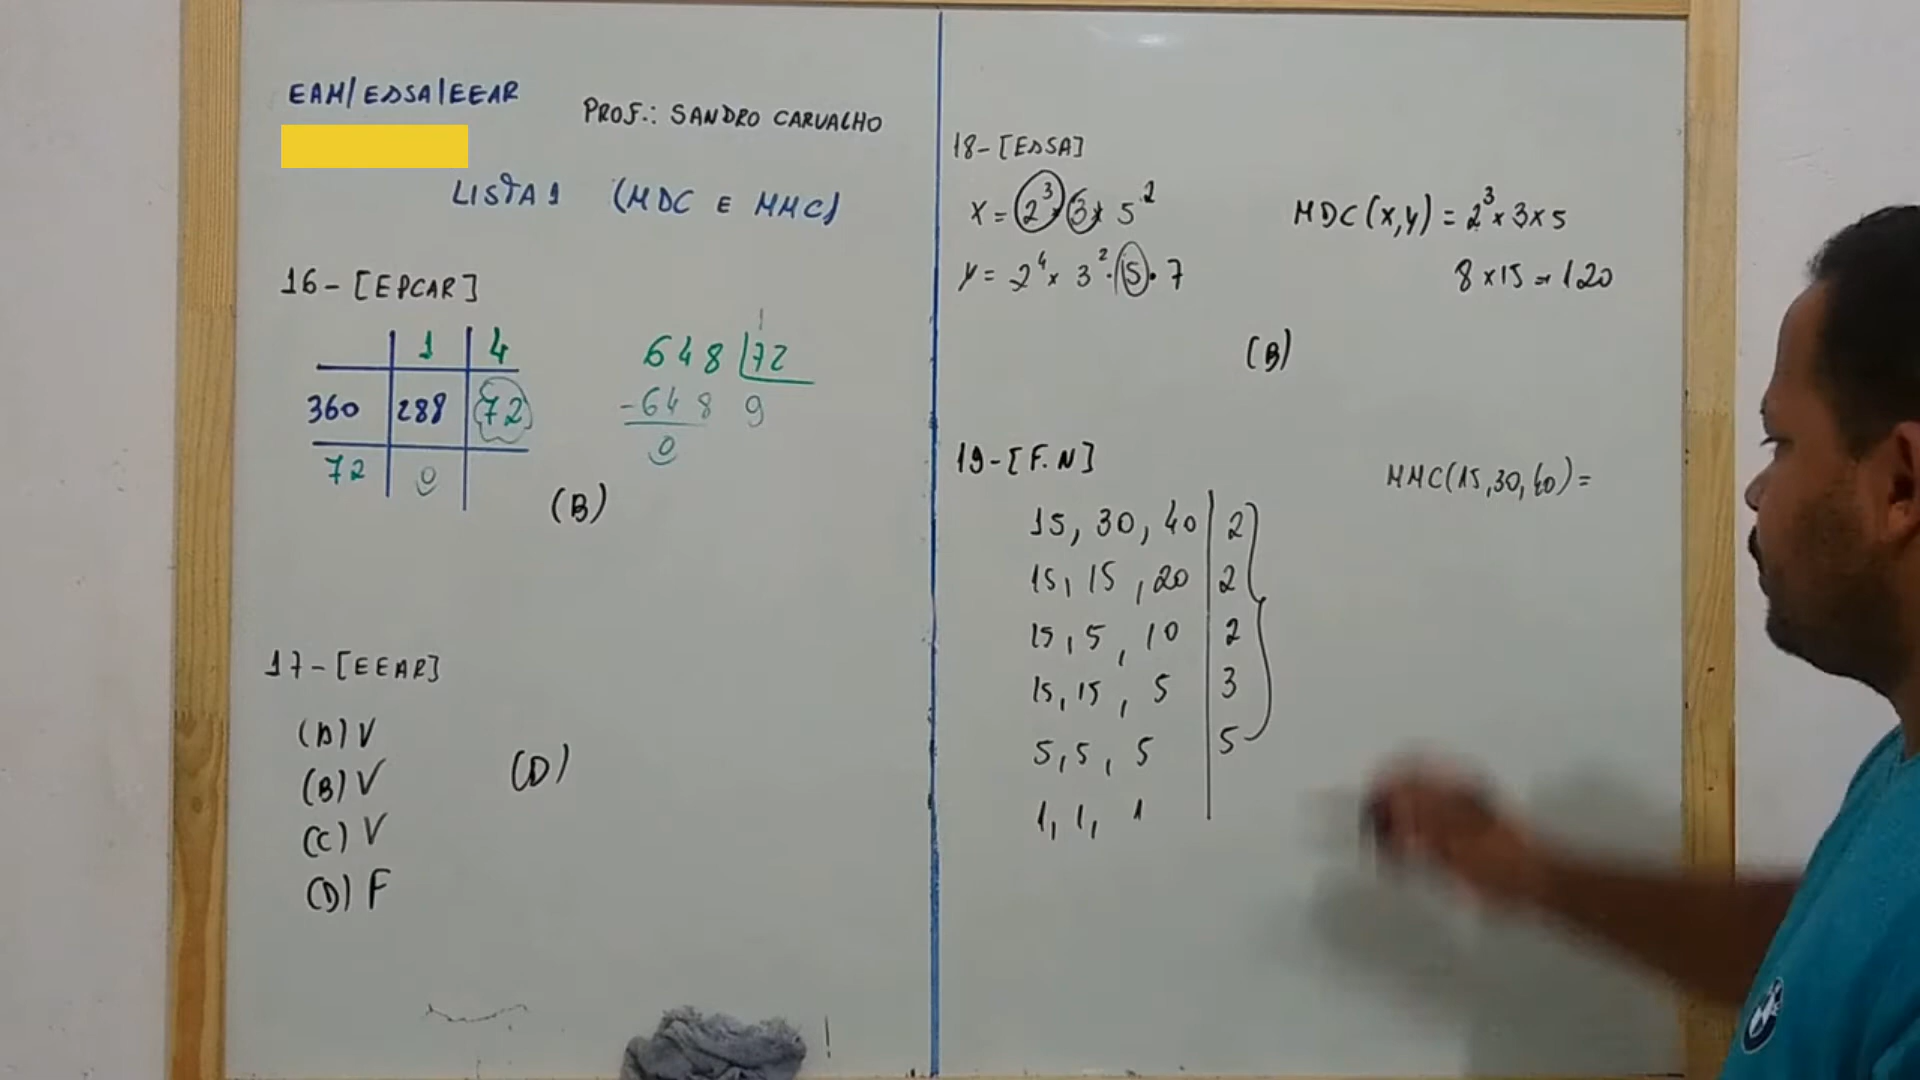 EAM/ESSA/EEAR
PROF.: SANDRO CARVALHO
LISTA 1 (MDC E MMC)
16-[EPCAR]
1 4
360 288 72
72 0
648 72
-648 9
0
(B)
17-[EEAR]
(A) V
(B) V
(C) V
(D) F
(D)
18-[ESSA]
X = 2³ × 3 × 5²
Y = 2⁴ × 3² · 5 · 7
MDC (X,Y) = 2³ × 3 × 5
8 × 15 = 120
(B)
19-[F.N]
MMC(15,30,40) =
15, 30, 40 | 2
15, 15, 20 | 2
15, 5, 10 | 2
15, 15, 5 | 3
5, 5, 5 | 5
1, 1, 1